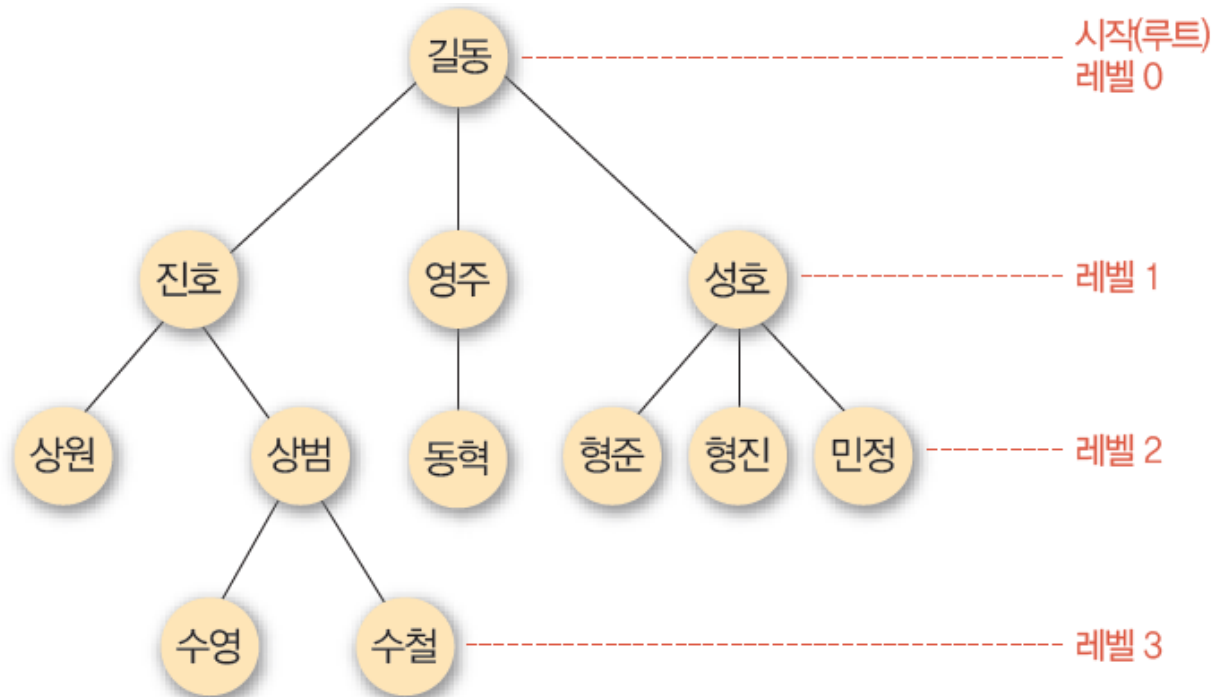 길동
시작(루트)
레벨 0
진호
영주
성호
레벨 1
상원
상범
동혁
형준
형진
민정
레벨 2
수영
수철
레벨 3